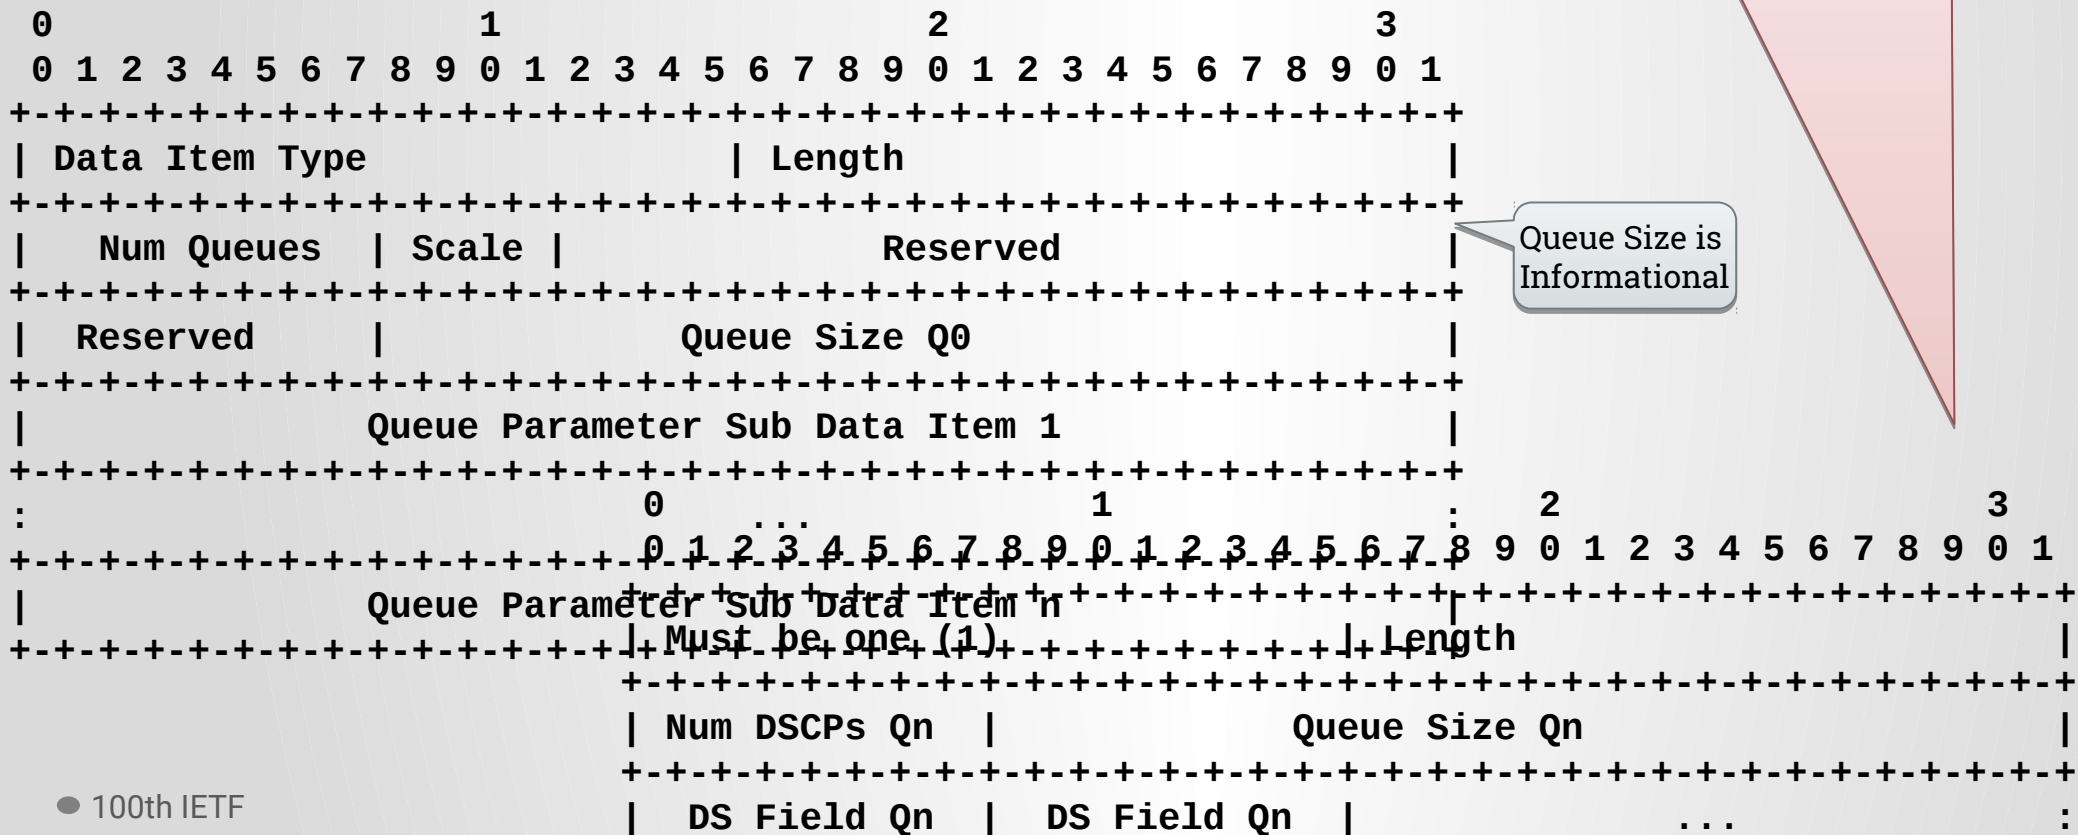 0                   1                   2                   3
 0 1 2 3 4 5 6 7 8 9 0 1 2 3 4 5 6 7 8 9 0 1 2 3 4 5 6 7 8 9 0 1
+-+-+-+-+-+-+-+-+-+-+-+-+-+-+-+-+-+-+-+-+-+-+-+-+-+-+-+-+-+-+-+-+
| Data Item Type                | Length                        |
+-+-+-+-+-+-+-+-+-+-+-+-+-+-+-+-+-+-+-+-+-+-+-+-+-+-+-+-+-+-+-+-+
|   Num Queues  | Scale |              Reserved                 |
+-+-+-+-+-+-+-+-+-+-+-+-+-+-+-+-+-+-+-+-+-+-+-+-+-+-+-+-+-+-+-+-+
|  Reserved     |             Queue Size Q0                     |
+-+-+-+-+-+-+-+-+-+-+-+-+-+-+-+-+-+-+-+-+-+-+-+-+-+-+-+-+-+-+-+-+
|               Queue Parameter Sub Data Item 1                 |
+-+-+-+-+-+-+-+-+-+-+-+-+-+-+-+-+-+-+-+-+-+-+-+-+-+-+-+-+-+-+-+-+
:                                ...                            :
+-+-+-+-+-+-+-+-+-+-+-+-+-+-+-+-+-+-+-+-+-+-+-+-+-+-+-+-+-+-+-+-+
|               Queue Parameter Sub Data Item n                 |
+-+-+-+-+-+-+-+-+-+-+-+-+-+-+-+-+-+-+-+-+-+-+-+-+-+-+-+-+-+-+-+-+
Queue Size is
Informational
 0                   1                   2                   3
 0 1 2 3 4 5 6 7 8 9 0 1 2 3 4 5 6 7 8 9 0 1 2 3 4 5 6 7 8 9 0 1
+-+-+-+-+-+-+-+-+-+-+-+-+-+-+-+-+-+-+-+-+-+-+-+-+-+-+-+-+-+-+-+-+
| Must be one (1)               | Length                        |
+-+-+-+-+-+-+-+-+-+-+-+-+-+-+-+-+-+-+-+-+-+-+-+-+-+-+-+-+-+-+-+-+
| Num DSCPs Qn  |             Queue Size Qn                     |
+-+-+-+-+-+-+-+-+-+-+-+-+-+-+-+-+-+-+-+-+-+-+-+-+-+-+-+-+-+-+-+-+
|  DS Field Qn  |  DS Field Qn  |              ...              :
100th IETF